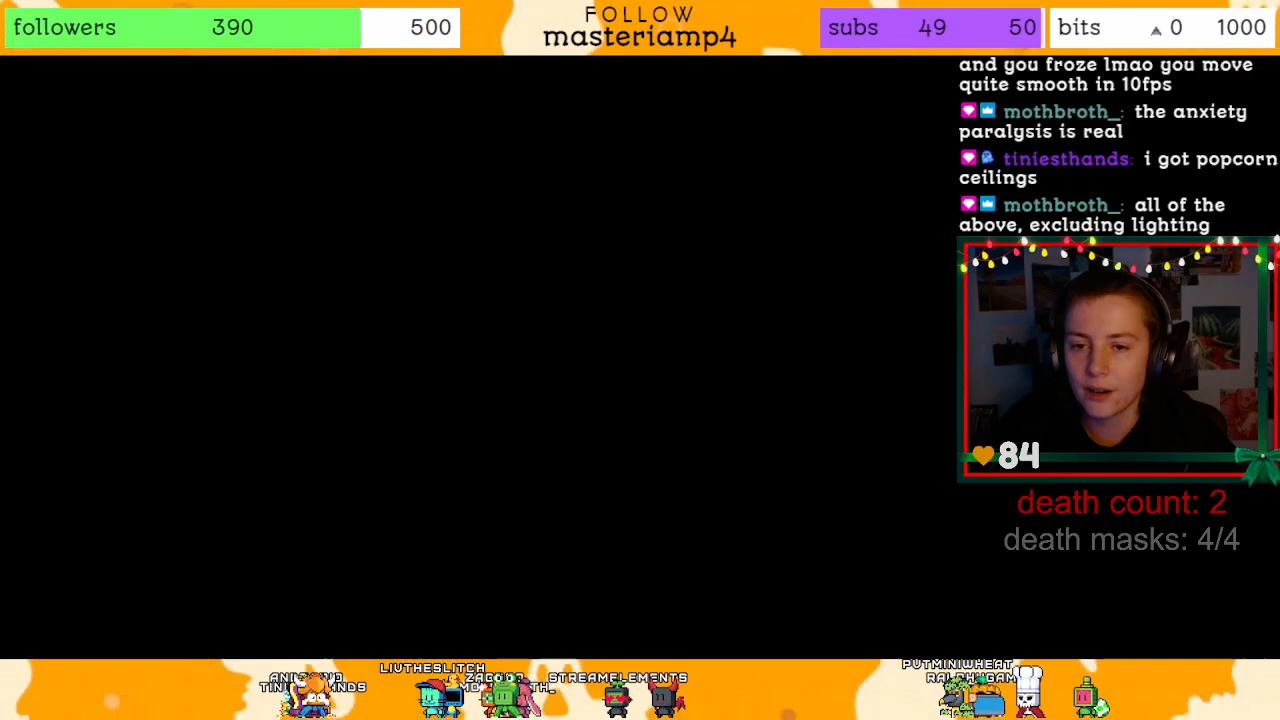 followers 390 500
FOLLOW
masteriamp4
subs 49 50
bits 0 1000
and you froze lmao you move
quite smooth in 10fps
mothbroth_: the anxiety
paralysis is real
tiniesthands: i got popcorn
ceilings
mothbroth_: all of the
above, excluding lighting
84
death count: 2
death masks: 4/4
LIVTHESLITCH
STREAMELEMENTS
PUTMINIWHEAT